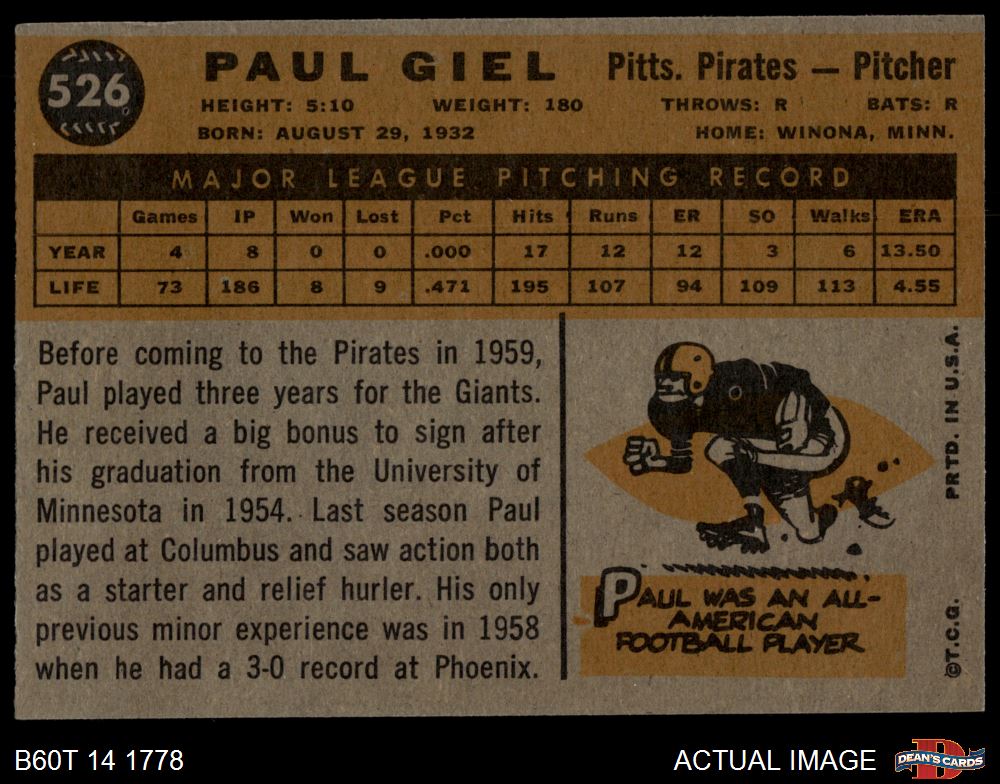 526
PAUL GIEL Pitts. Pirates — Pitcher
HEIGHT: 5:10 WEIGHT: 180 THROWS: R BATS: R
BORN: AUGUST 29, 1932 HOME: WINONA, MINN.
MAJOR LEAGUE PITCHING RECORD
Games IP Won Lost Pct Hits Runs ER SO Walks ERA
YEAR 4 8 0 0 .000 17 12 12 3 6 13.50
LIFE 73 186 8 9 .471 195 107 94 109 113 4.55
Before coming to the Pirates in 1959,
Paul played three years for the Giants.
He received a big bonus to sign after
his graduation from the University of
Minnesota in 1954. Last season Paul
played at Columbus and saw action both
as a starter and relief hurler. His only
previous minor experience was in 1958
when he had a 3-0 record at Phoenix.
PAUL WAS AN ALL-
AMERICAN
FOOTBALL PLAYER
PRTD. IN U.S.A.
©T.C.G.
B60T 14 1778
ACTUAL IMAGE
D
DEAN'S CARDS